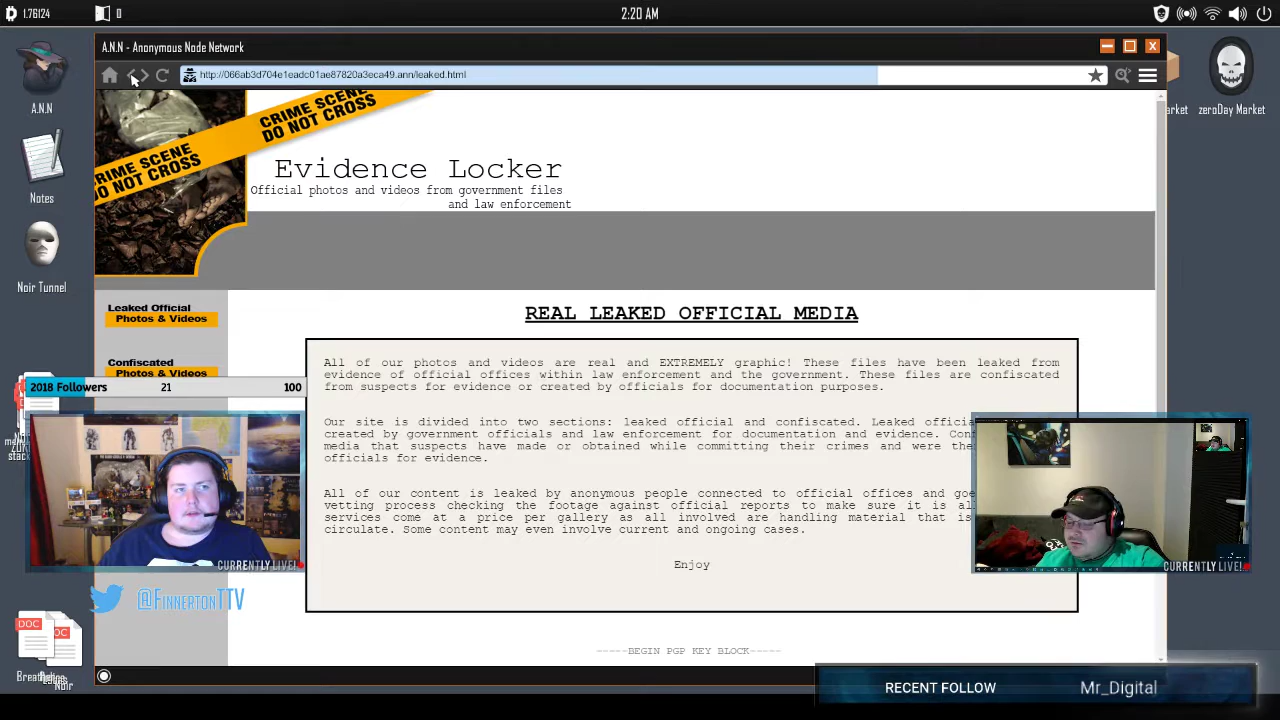 1.76124
0
2:20 AM
A.N.N - Anonymous Node Network
http://066ab3d704e1eadc01ae87820a3eca49.ann/leaked.html
A.N.N
Notes
Noir Tunnel
zeroDay Market
CRIME SCENE
DO NOT CROSS
CRIME SCENE
DO NOT CROSS
Evidence Locker
Official photos and videos from government files
and law enforcement
Leaked Official
Photos & Videos
Confiscated
Photos & Videos
REAL LEAKED OFFICIAL MEDIA
All of our photos and videos are real and EXTREMELY graphic! These files have been leaked from
evidence of official offices within law enforcement and the government. These files are confiscated
from suspects for evidence or created by officials for documentation purposes.
Our site is divided into two sections: leaked official and confiscated. Leaked
created by government officials and law enforcement for documentation and evidence.
media that suspects have made or obtained while committing their crimes and were
officials for evidence.
All of our content is leaked by anonymous people connected to official offices and
vetting process checking the footage against official reports to make sure it is
services come at a price per gallery as all involved are handling material that is
circulate. Some content may even involve current and ongoing cases.
Enjoy
-----BEGIN PGP KEY BLOCK-----
2018 Followers 21 100
CURRENTLY LIVE!
CURRENTLY LIVE!
@FinnertonTTV
DOC
DOC
Noir
RECENT FOLLOW Mr_Digital